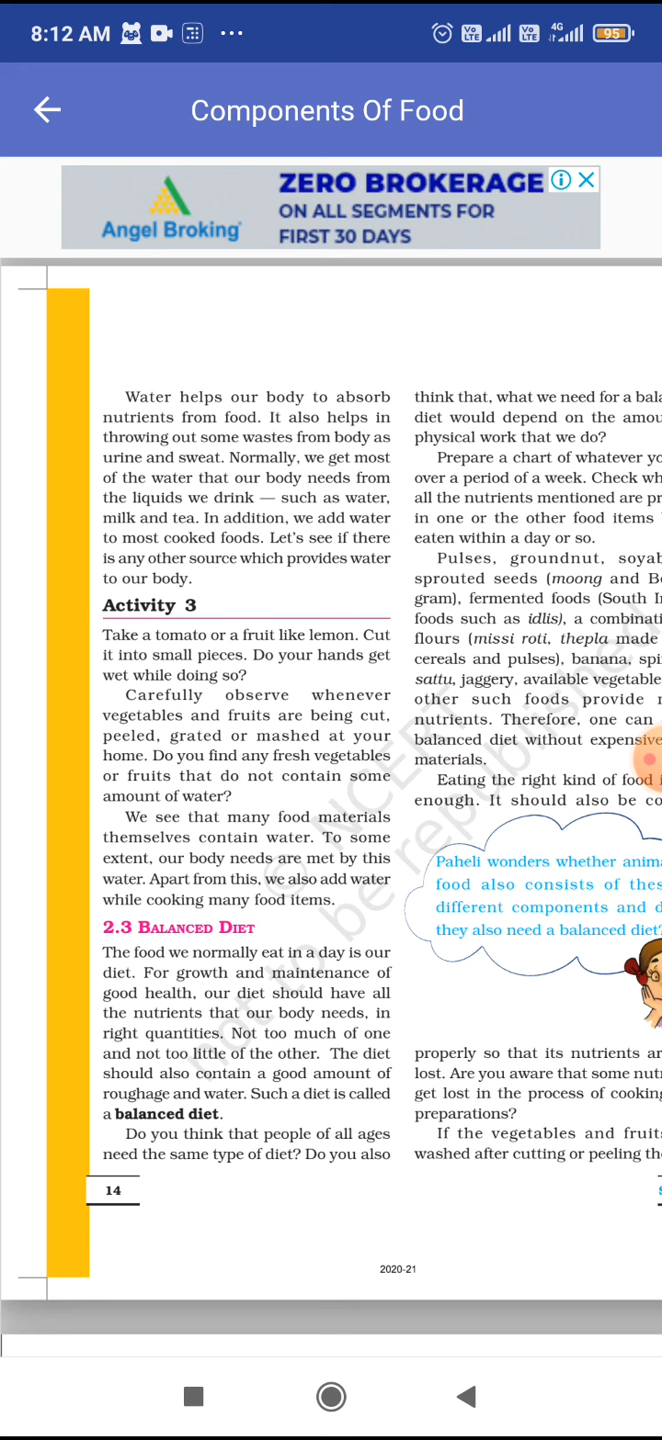 8:12 AM
4G
95
Components Of Food
Angel Broking
ZERO BROKERAGE
ON ALL SEGMENTS FOR
FIRST 30 DAYS
Water helps our body to absorb
nutrients from food. It also helps in
throwing out some wastes from body as
urine and sweat. Normally, we get most
of the water that our body needs from
the liquids we drink — such as water,
milk and tea. In addition, we add water
to most cooked foods. Let's see if there
is any other source which provides water
to our body.
Activity 3
Take a tomato or a fruit like lemon. Cut
it into small pieces. Do your hands get
wet while doing so?
Carefully observe whenever
vegetables and fruits are being cut,
peeled, grated or mashed at your
home. Do you find any fresh vegetables
or fruits that do not contain some
amount of water?
We see that many food materials
themselves contain water. To some
extent, our body needs are met by this
water. Apart from this, we also add water
while cooking many food items.
2.3 BALANCED DIET
The food we normally eat in a day is our
diet. For growth and maintenance of
good health, our diet should have all
the nutrients that our body needs, in
right quantities. Not too much of one
and not too little of the other. The diet
should also contain a good amount of
roughage and water. Such a diet is called
a balanced diet.
Do you think that people of all ages
need the same type of diet? Do you also
14
think that, what we need for a bala
diet would depend on the amou
physical work that we do?
Prepare a chart of whatever yo
over a period of a week. Check wh
all the nutrients mentioned are pr
in one or the other food items
eaten within a day or so.
Pulses, groundnut, soyab
sprouted seeds (moong and Be
gram), fermented foods (South In
foods such as idlis), a combinati
flours (missi roti, thepla made
cereals and pulses), banana, spi
sattu, jaggery, available vegetable
other such foods provide
nutrients. Therefore, one can
balanced diet without expensive
materials.
Eating the right kind of food i
enough. It should also be co
Paheli wonders whether anima
food also consists of thes
different components and d
they also need a balanced diet?
properly so that its nutrients ar
lost. Are you aware that some nutr
get lost in the process of cooking
preparations?
If the vegetables and fruits
washed after cutting or peeling the
2020-21
© NCERT
not to be republished